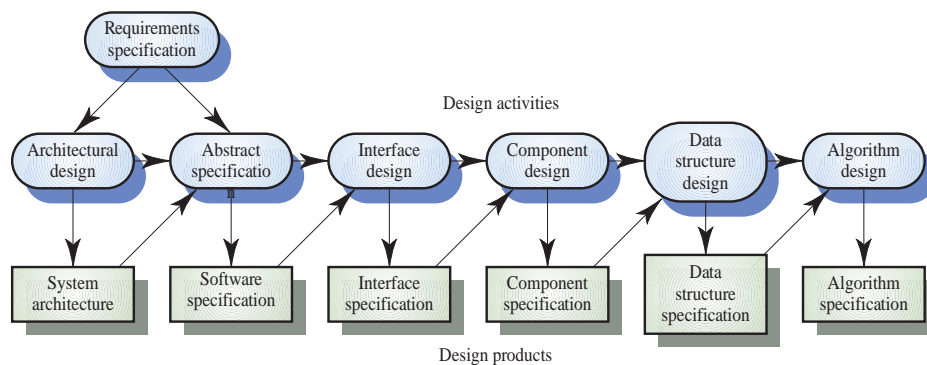 Requirements
specification
Design activities
Architectural
design
Abstract
specificatio
n
Interface
design
Component
design
Data
structure
design
Algorithm
design
System
architecture
Software
specification
Interface
specification
Component
specification
Data
structure
specification
Algorithm
specification
Design products